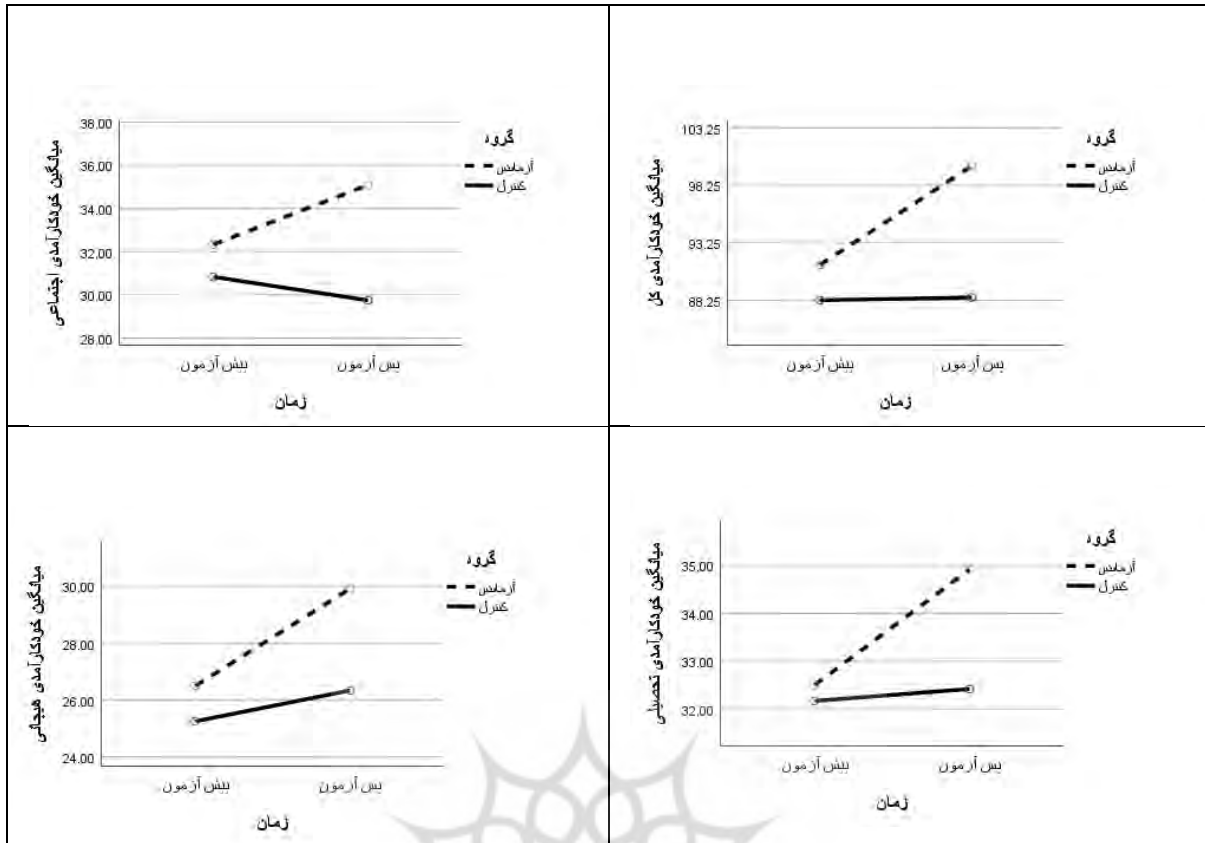 میانگین خودکارآمدی کل
103.25
98.25
93.25
88.25
پیش آزمون
پس آزمون
زمان
گروه
آزمایش
کنترل
میانگین خودکارآمدی اجتماعی
38.00
36.00
34.00
32.00
30.00
28.00
پیش آزمون
پس آزمون
زمان
گروه
آزمایش
کنترل
میانگین خودکارآمدی تحصیلی
35.00
34.00
33.00
32.00
پیش آزمون
پس آزمون
زمان
گروه
آزمایش
کنترل
میانگین خودکارآمدی هیجانی
30.00
28.00
26.00
24.00
پیش آزمون
پس آزمون
زمان
گروه
آزمایش
کنترل